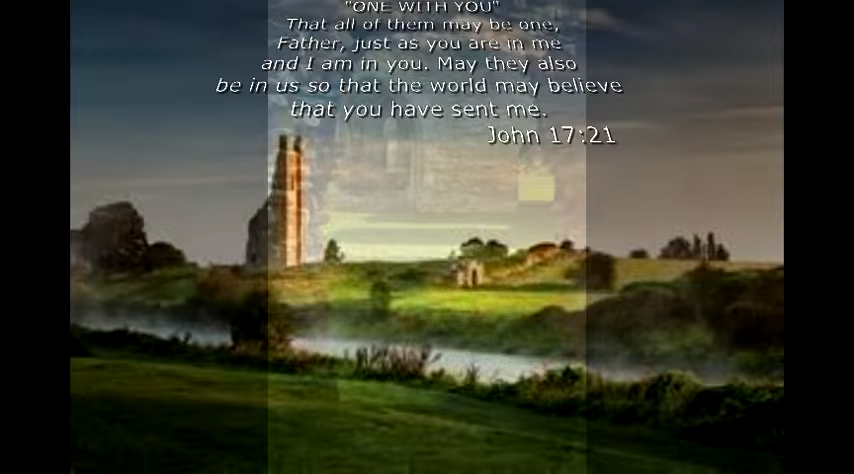 "ONE WITH YOU"
That all of them may be one,
Father, just as you are in me
and I am in you. May they also
be in us so that the world may believe
that you have sent me.
John 17:21